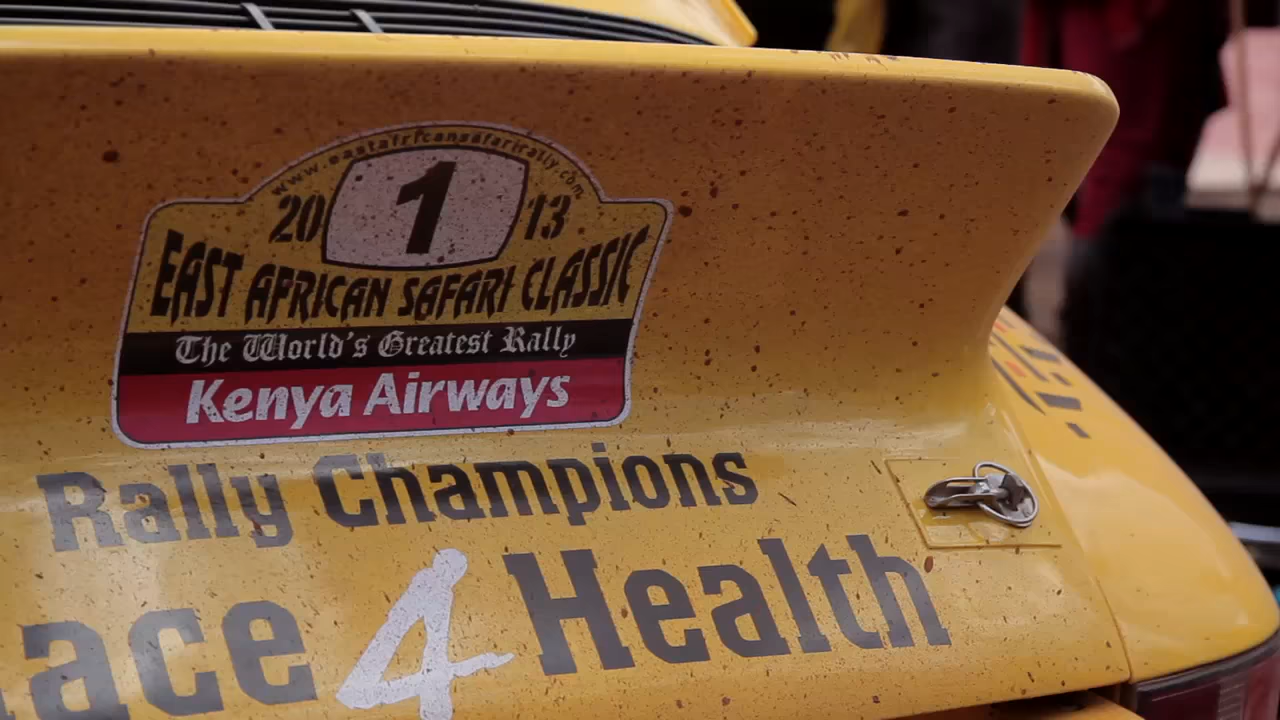 www.eastafricansafarirally.com
20 1 13
EAST AFRICAN SAFARI CLASSIC
The World's Greatest Rally
Kenya Airways
Rally Champions
ace 4 Health